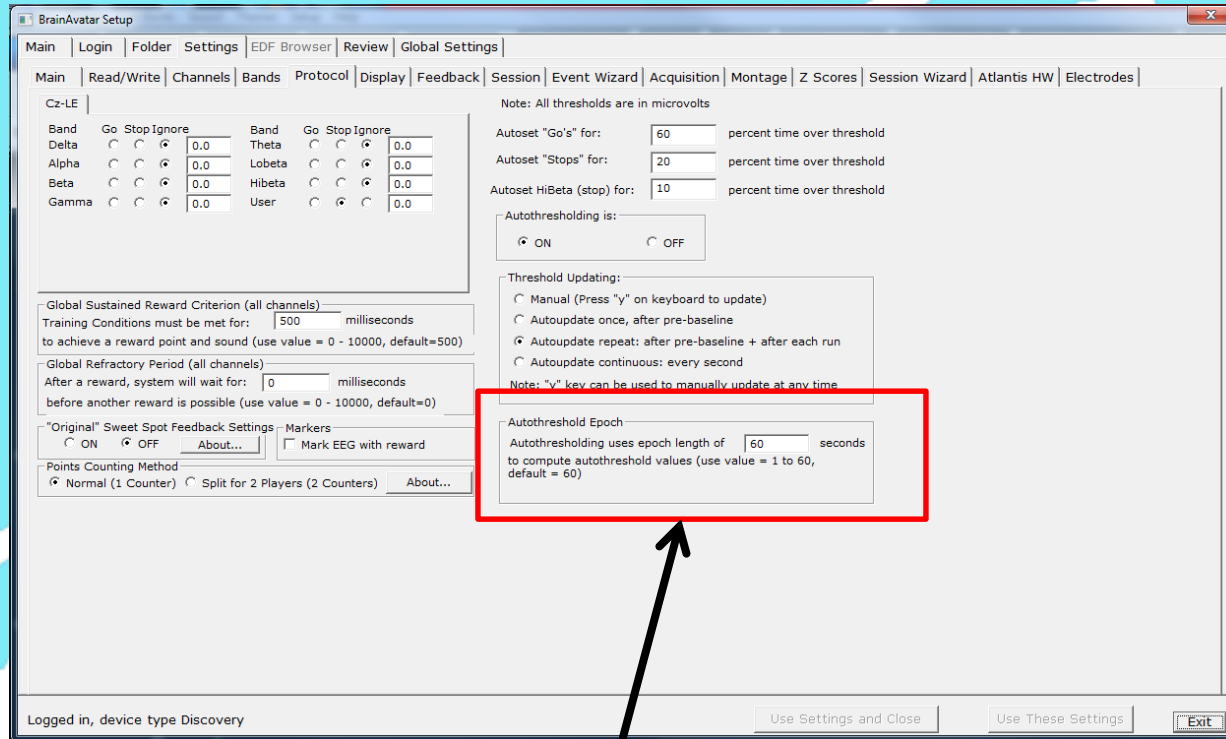 BrainAvatar Setup
Main Login Folder Settings EDF Browser Review Global Settings
Main Read/Write Channels Bands Protocol Display Feedback Session Event Wizard Acquisition Montage Z Scores Session Wizard Atlantis HW Electrodes
Cz-LE
Band Go Stop Ignore Band Go Stop Ignore
Delta 0.0 Theta 0.0
Alpha 0.0 Lobeta 0.0
Beta 0.0 Hibeta 0.0
Gamma 0.0 User 0.0
Global Sustained Reward Criterion (all channels)
Training Conditions must be met for: 500 milliseconds
to achieve a reward point and sound (use value = 0 - 10000, default=500)
Global Refractory Period (all channels)
After a reward, system will wait for: 0 milliseconds
before another reward is possible (use value = 0 - 10000, default=0)
"Original" Sweet Spot Feedback Settings Markers
ON OFF About... Mark EEG with reward
Points Counting Method
Normal (1 Counter) Split for 2 Players (2 Counters) About...
Note: All thresholds are in microvolts
Autoset "Go's" for: 60 percent time over threshold
Autoset "Stops" for: 20 percent time over threshold
Autoset HiBeta (stop) for: 10 percent time over threshold
Autothresholding is:
ON OFF
Threshold Updating:
Manual (Press "y" on keyboard to update)
Autoupdate once, after pre-baseline
Autoupdate repeat: after pre-baseline + after each run
Autoupdate continuous: every second
Note: "y" key can be used to manually update at any time
Autothreshold Epoch
Autothresholding uses epoch length of 60 seconds
to compute autothreshold values (use value = 1 to 60,
default = 60)
Logged in, device type Discovery Use Settings and Close Use These Settings Exit